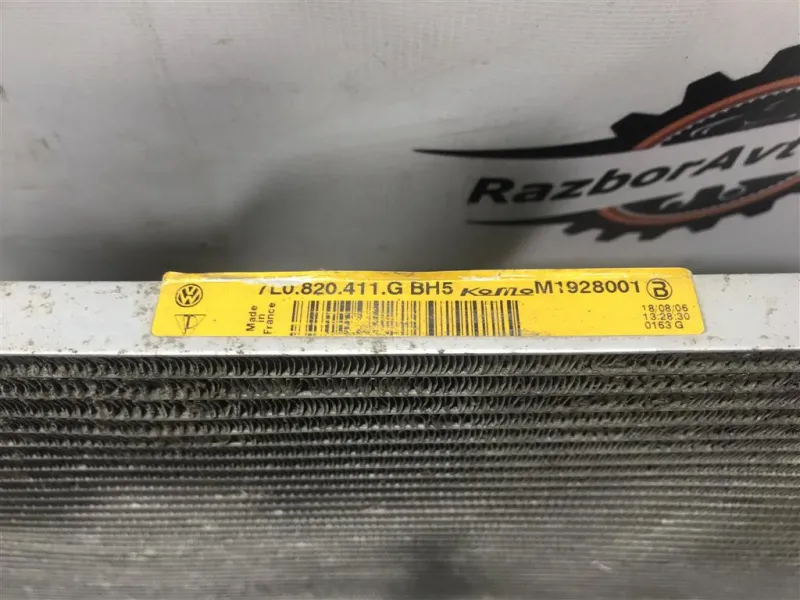 RazborAvt
7L0.820.411.G BH5 KoMo M1928001 B
Made in
France
18/08/06
13:28:30
0163 G